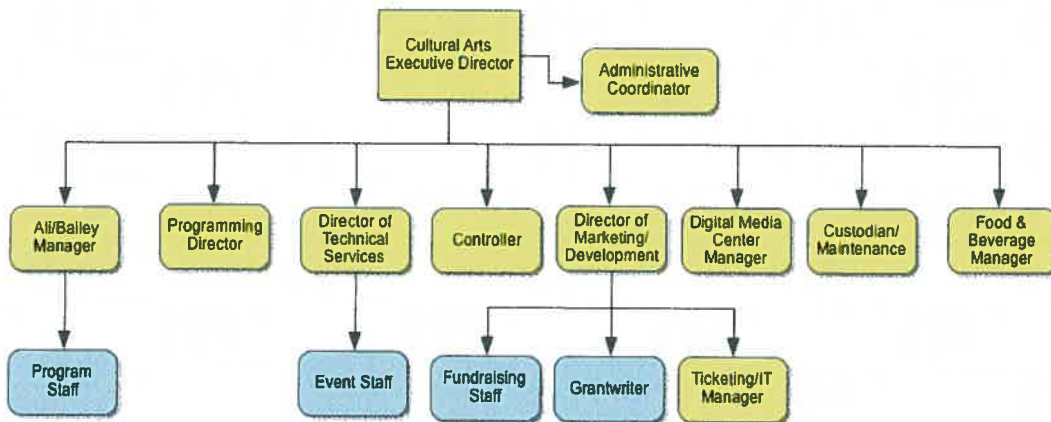 Cultural Arts
Executive Director
Administrative
Coordinator
Ali/Bailey
Manager
Programming
Director
Director of
Technical
Services
Controller
Director of
Marketing/
Development
Digital Media
Center
Manager
Custodian/
Maintenance
Food &
Beverage
Manager
Program
Staff
Event Staff
Fundraising
Staff
Grantwriter
Ticketing/IT
Manager